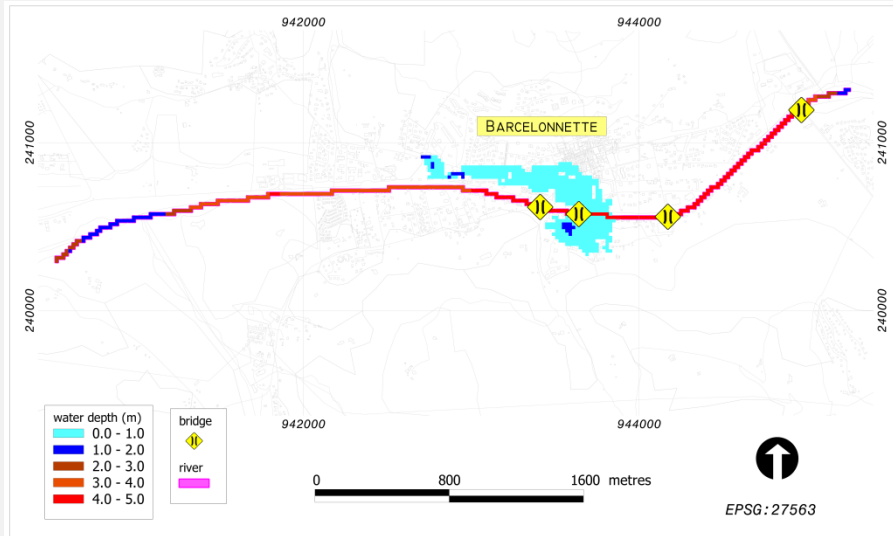 942000
944000
241000
BARCELONNETTE
241000
240000
240000
942000
944000
water depth (m)
0.0 - 1.0
1.0 - 2.0
2.0 - 3.0
3.0 - 4.0
4.0 - 5.0
bridge
river
0 800 1600 metres
EPSG:27563